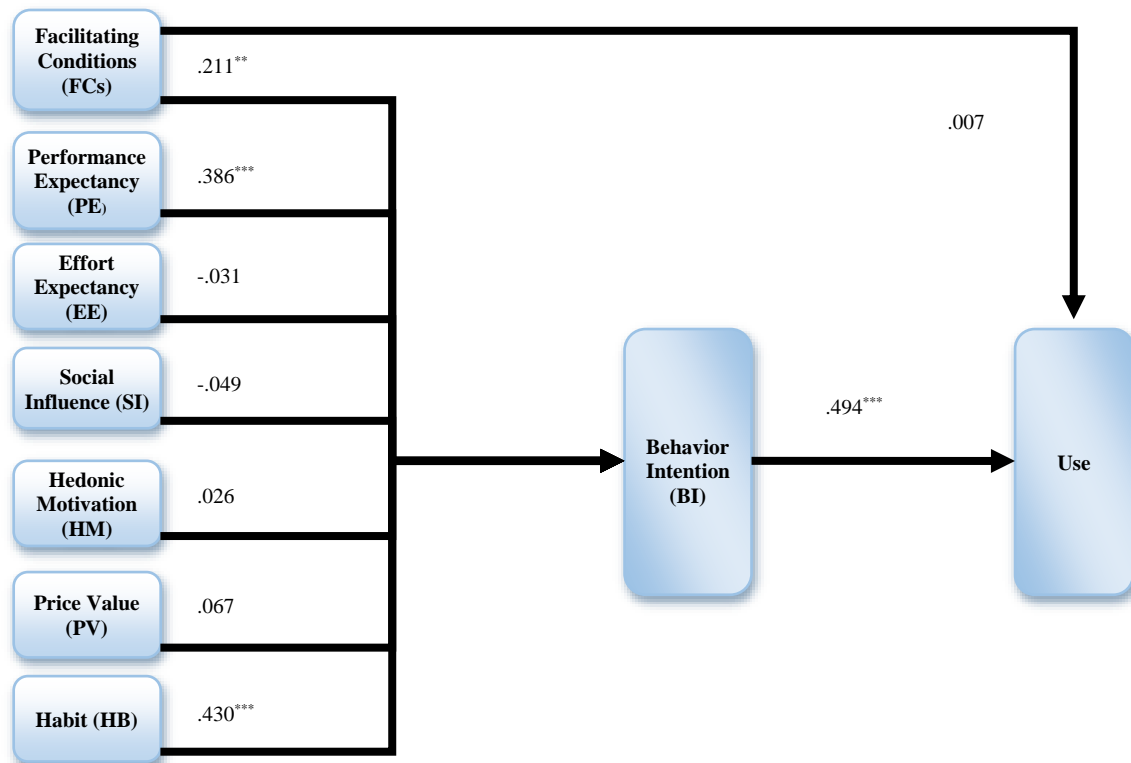 Facilitating
Conditions
(FCs)
.211**
.007
Performance
Expectancy
(PE)
.386***
Effort
Expectancy
(EE)
-.031
Social
Influence (SI)
-.049
Hedonic
Motivation
(HM)
.026
Price Value
(PV)
.067
Habit (HB)
.430***
Behavior
Intention
(BI)
.494***
Use